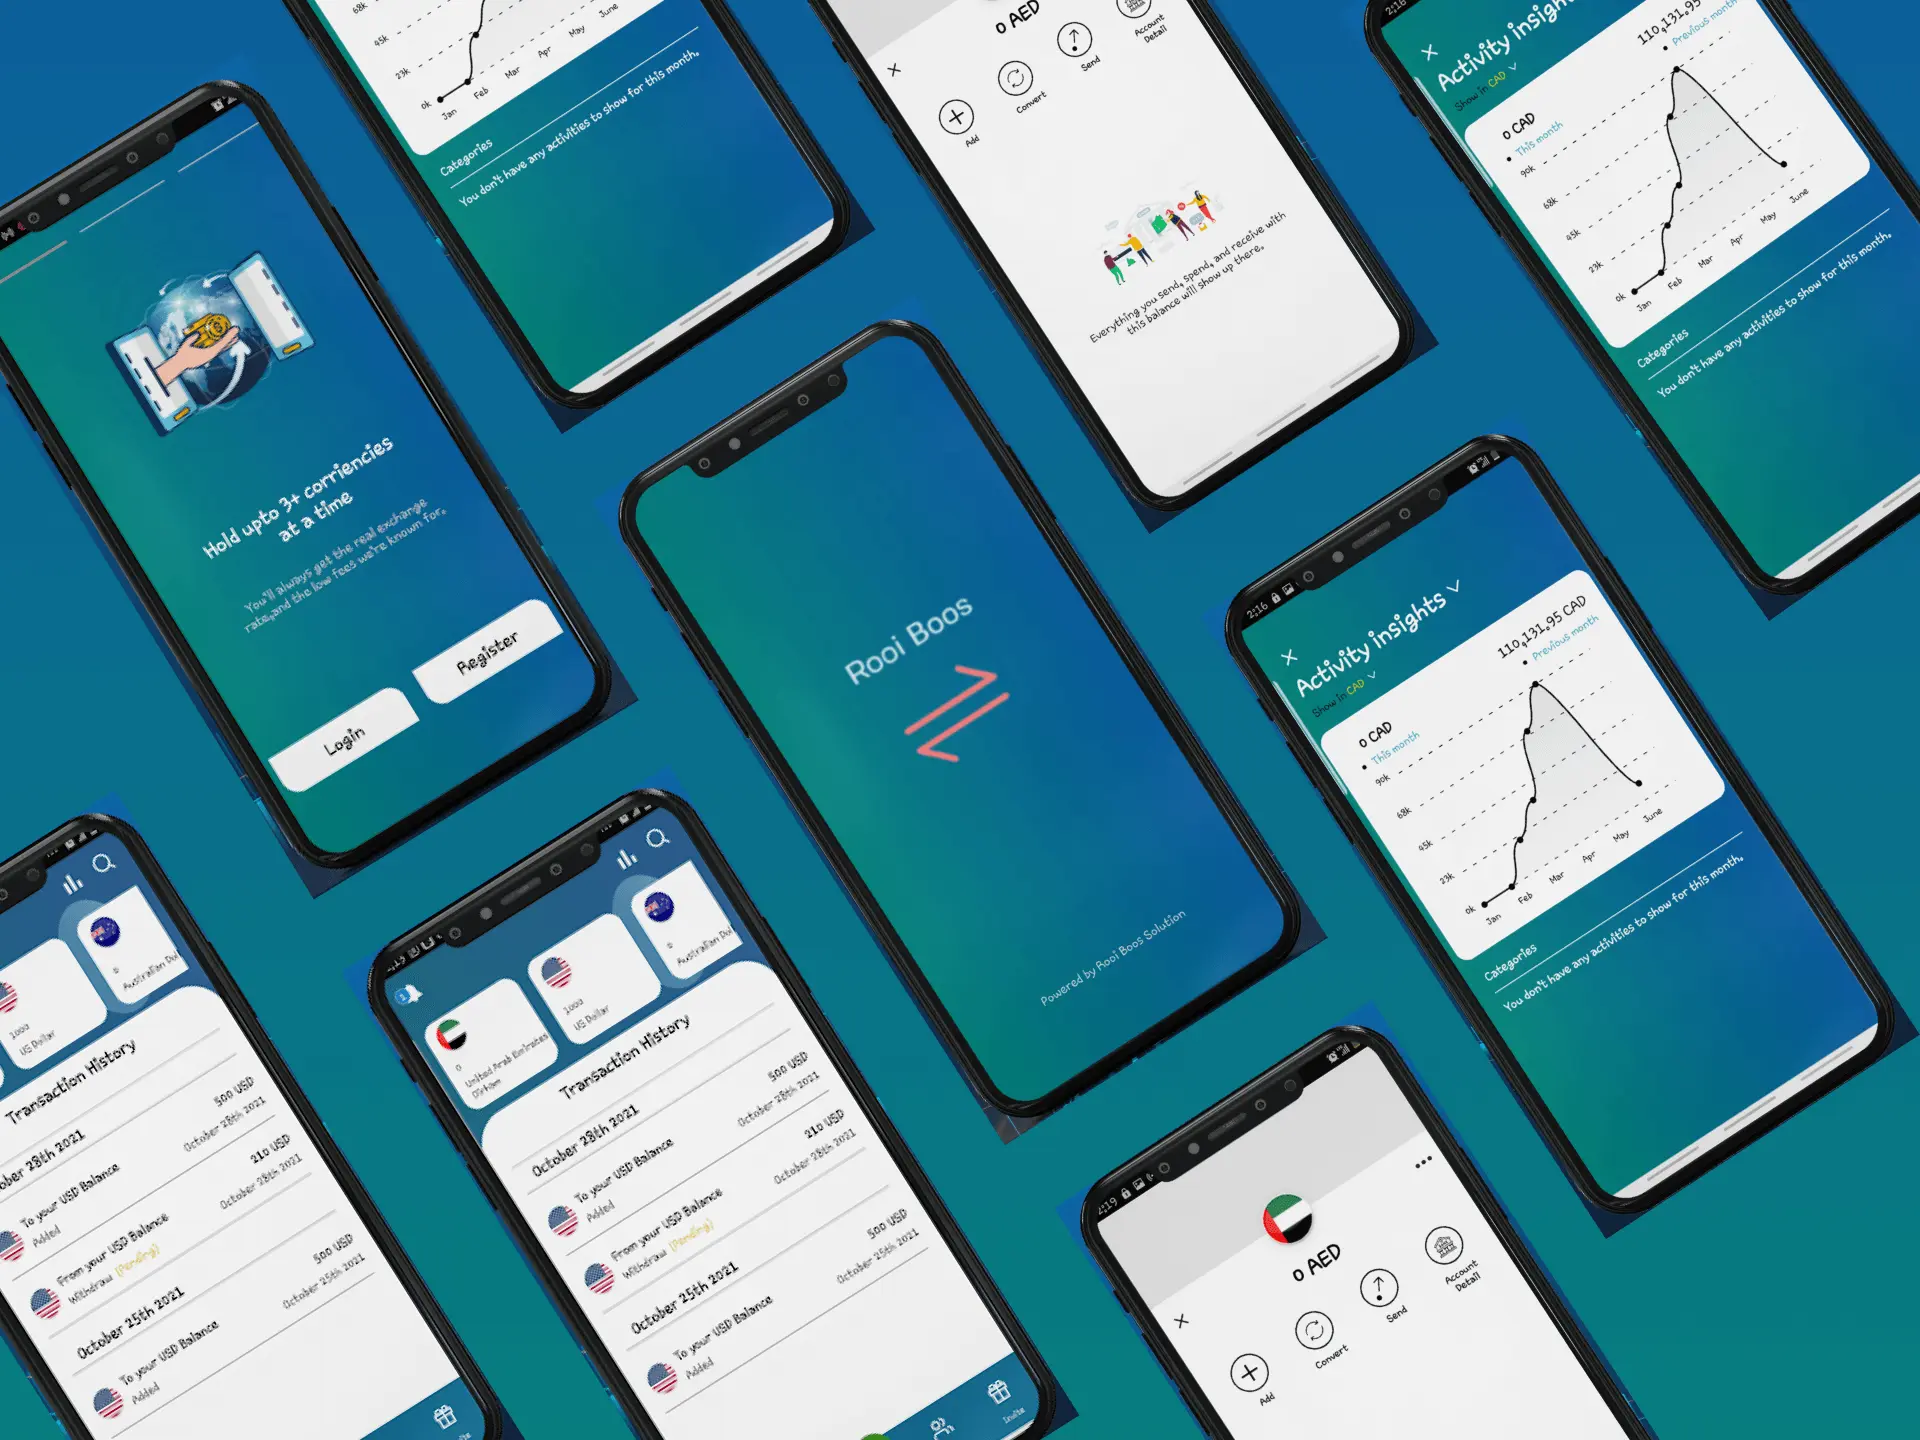 68k
45k
23k
0k
Jan
Feb
Mar
Apr
May
June
Categories
You don't have any activities to show for this month.
0 AED
Add
Convert
Send
Account
Detail
Everything you send, spend, and receive with
this balance will show up there.
2:16
Activity insigh
Show in CAD
110,131.95
Previous month
0 CAD
This month
90k
68k
45k
23k
0k
Jan
Feb
Mar
Apr
May
June
Categories
You don't have any activities to show for this month.
Hold upto 3+ corriencies
at a time
You'll always get the real exchange
rate,and the low fees we're known for.
Login
Register
Rooi Boos
Powered by Rooi Boos Solution
2:16
Activity insights
Show in CAD
110,131.95 CAD
Previous month
0 CAD
This month
90k
68k
45k
23k
0k
Jan
Feb
Mar
Apr
May
June
Categories
You don't have any activities to show for this month.
1000
US Dollar
0
Australian Dol
Transaction History
ober 28th 2021
To your USD Balance
Added
500 USD
October 28th 2021
From your USD Balance
Withdraw (Pending)
210 USD
October 28th 2021
October 25th 2021
To your USD Balance
Added
500 USD
October 25th 2021
0
United Arab Emirates
Dirham
1000
US Dollar
0
Australian Dol
Transaction History
October 28th 2021
To your USD Balance
Added
500 USD
October 28th 2021
From your USD Balance
Withdraw (Pending)
210 USD
October 28th 2021
October 25th 2021
To your USD Balance
Added
500 USD
October 25th 2021
Invite
2:19
0 AED
Add
Convert
Send
Account
Detail